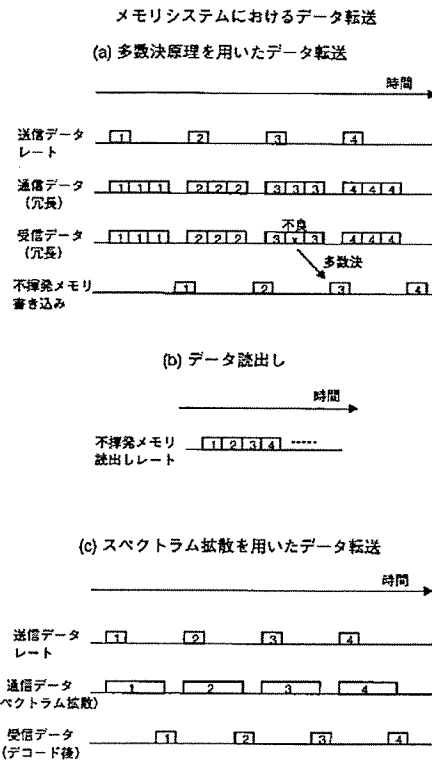 メモリシステムにおけるデータ転送
(a) 多数決原理を用いたデータ転送
時間
送信データ
レート
1 2 3 4
通信データ
(冗長)
1 1 1 2 2 2 3 3 3 4 4 4
受信データ
(冗長)
不良
1 1 1 2 2 2 3 x 3 4 4 4
多数決
不揮発メモリ
書き込み
1 2 3 4
(b) データ読出し
時間
不揮発メモリ
読出しレート
1 2 3 4
(c) スペクトラム拡散を用いたデータ転送
時間
送信データ
レート
1 2 3 4
通信データ
ペクトラム拡散)
1 2 3 4
受信データ
(デコード後)
1 2 3 4